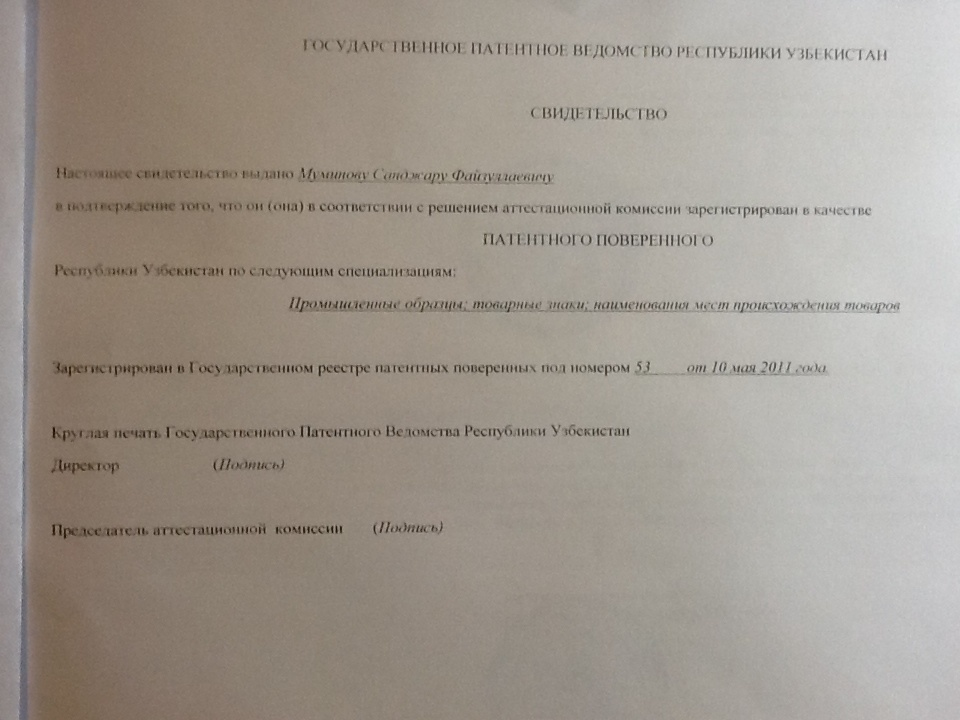 ГОСУДАРСТВЕННОЕ ПАТЕНТНОЕ ВЕДОМСТВО РЕСПУБЛИКИ УЗБЕКИСТАН
СВИДЕТЕЛЬСТВО
Настоящее свидетельство выдано Муминову Санджару Файзуллаевичу
в подтверждение того, что он (она) в соответствии с решением аттестационной комиссии зарегистрирован в качестве
ПАТЕНТНОГО ПОВЕРЕННОГО
Республики Узбекистан по следующим специализациям:
Промышленные образцы; товарные знаки; наименования мест происхождения товаров
Зарегистрирован в Государственном реестре патентных поверенных под номером 53 от 10 мая 2011 года.
Круглая печать Государственного Патентного Ведомства Республики Узбекистан
Директор (Подпись)
Председатель аттестационной комиссии (Подпись)